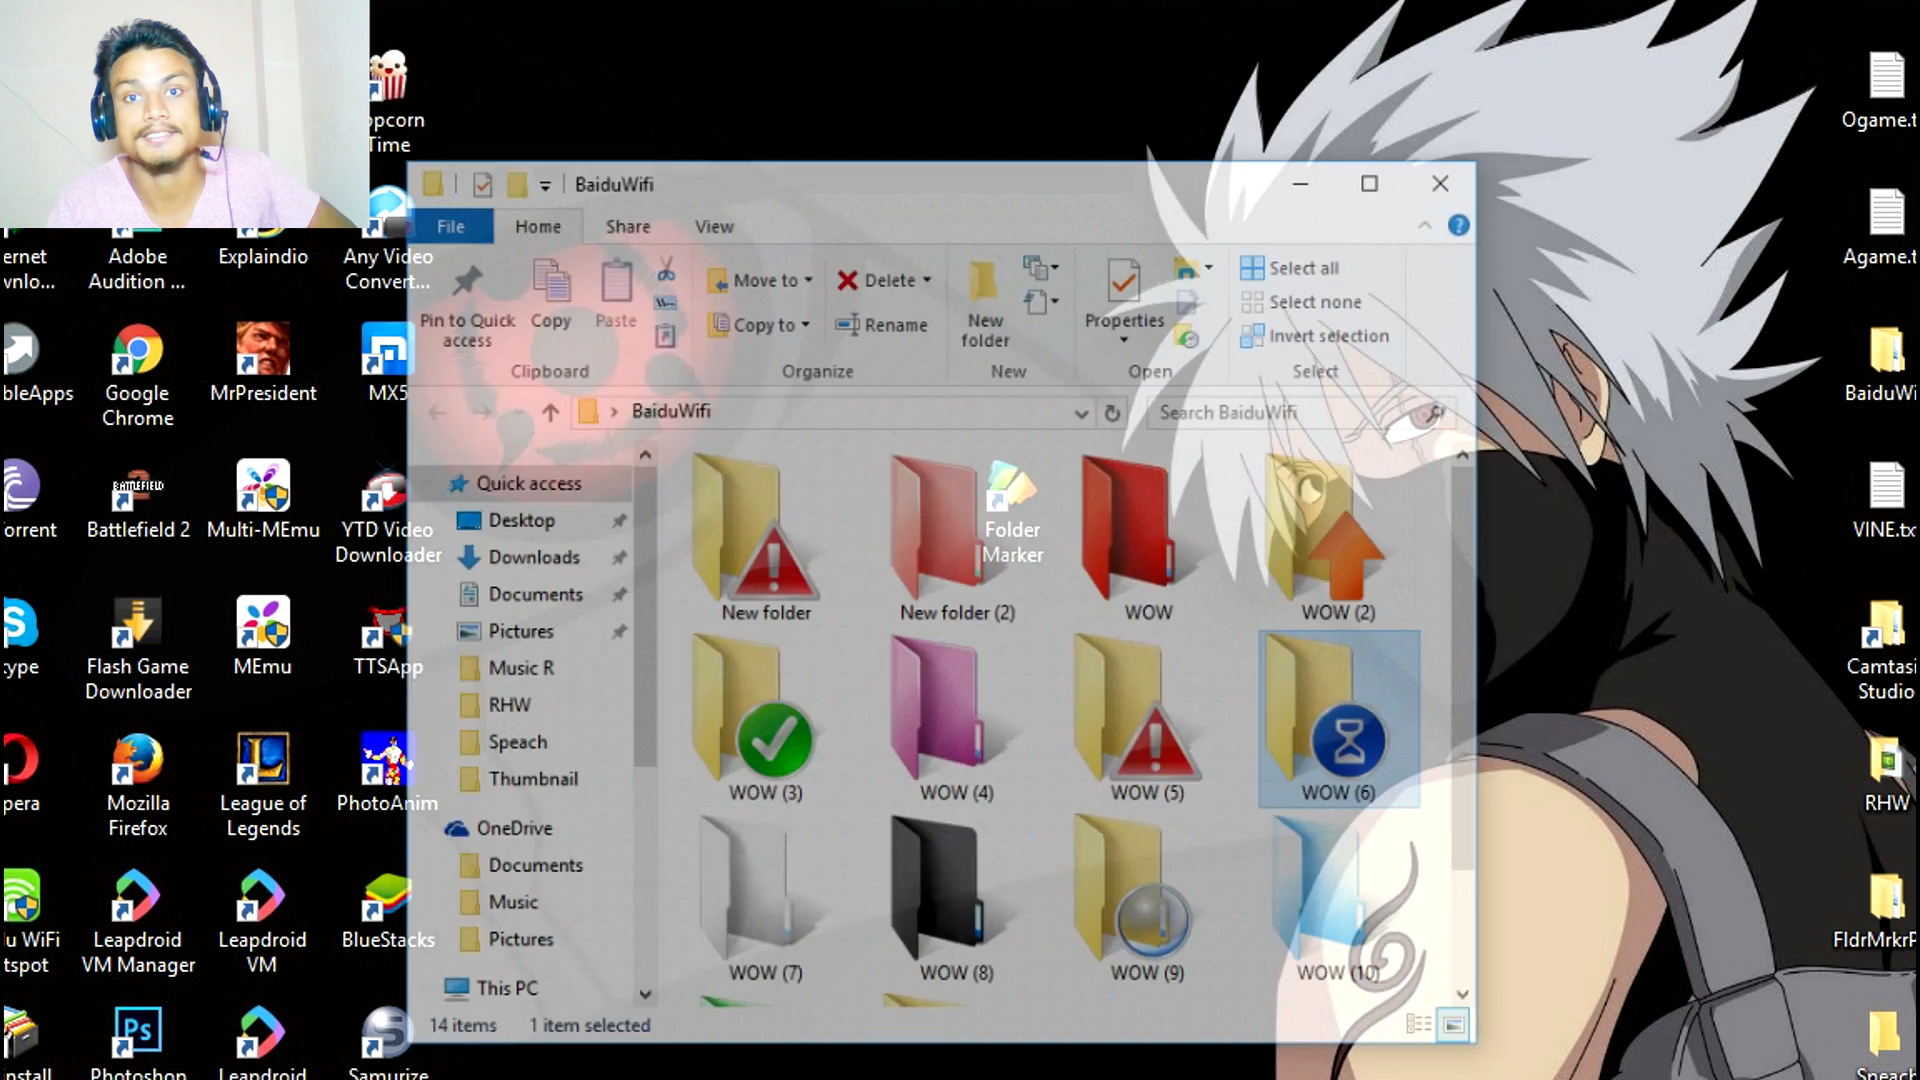 opcorn
Time
BaiduWifi
File
Home
Share
View
Pin to Quick
access
Copy
Paste
Clipboard
Move to
Copy to
Delete
Rename
Organize
New
folder
New
Properties
Open
Select all
Select none
Invert selection
Select
BaiduWifi
Search BaiduWifi
Quick access
Desktop
Downloads
Documents
Pictures
Music R
RHW
Speach
Thumbnail
OneDrive
Documents
Music
Pictures
This PC
New folder
New folder (2)
Folder
Marker
WOW
WOW (2)
WOW (3)
WOW (4)
WOW (5)
WOW (6)
WOW (7)
WOW (8)
WOW (9)
WOW (10)
14 items
1 item selected
ernet
wnlo...
Adobe
Audition ...
Explaindio
Any Video
Convert...
bleApps
Google
Chrome
MrPresident
MX5
orrent
BATTLEFIELD
Battlefield 2
Multi-MEmu
YTD Video
Downloader
ype
Flash Game
Downloader
MEmu
TTSApp
pera
Mozilla
Firefox
League of
Legends
PhotoAnim
du WiFi
tspot
Leapdroid
VM Manager
Leapdroid
VM
BlueStacks
nstall
Ps
Photoshop
Leapdroid
Samurize
Ogame.t
Agame.t
BaiduWi
VINE.tx
Camtasi
Studio
RHW
FldrMrkrP
Speach